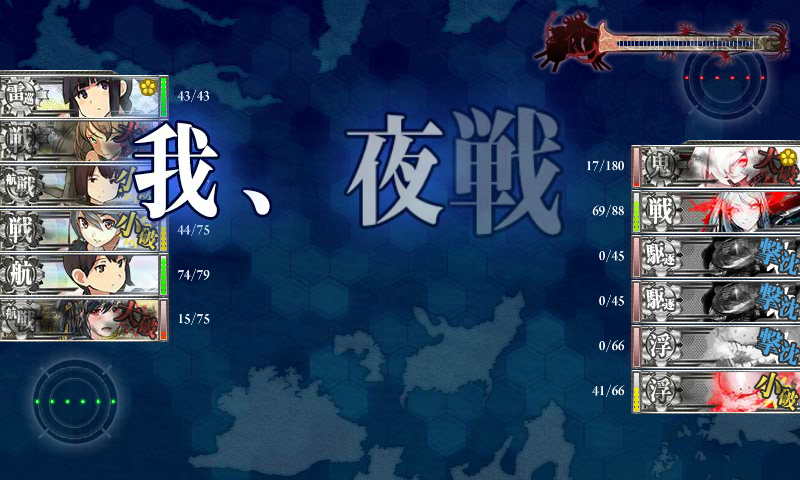 雷巡
43/43
戦
大
航戦
小
戦
小破
44/75
航
74/79
航戦
大破
15/75
我、夜戦
鬼
大破
17/180
戦
69/88
駆逐
撃沈
0/45
駆逐
撃沈
0/45
浮
撃沈
0/66
浮
小破
41/66